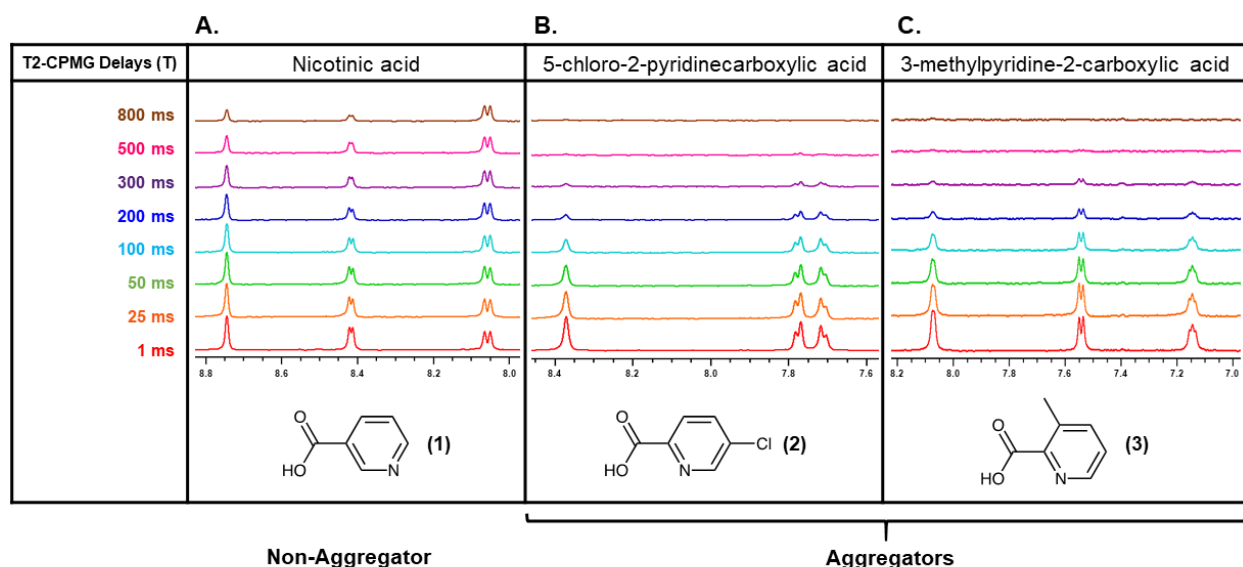 A.
B.
C.
T2-CPMG Delays (T)
Nicotinic acid
5-chloro-2-pyridinecarboxylic acid
3-methylpyridine-2-carboxylic acid
800 ms
500 ms
300 ms
200 ms
100 ms
50 ms
25 ms
1 ms
8.8 8.6 8.4 8.2 8.0
8.4 8.2 8.0 7.8 7.6
8.2 8.0 7.8 7.6 7.4 7.2 7.0
O
HO
N
(1)
O
HO
N
Cl
(2)
O
HO
N
(3)
Non-Aggregator
Aggregators